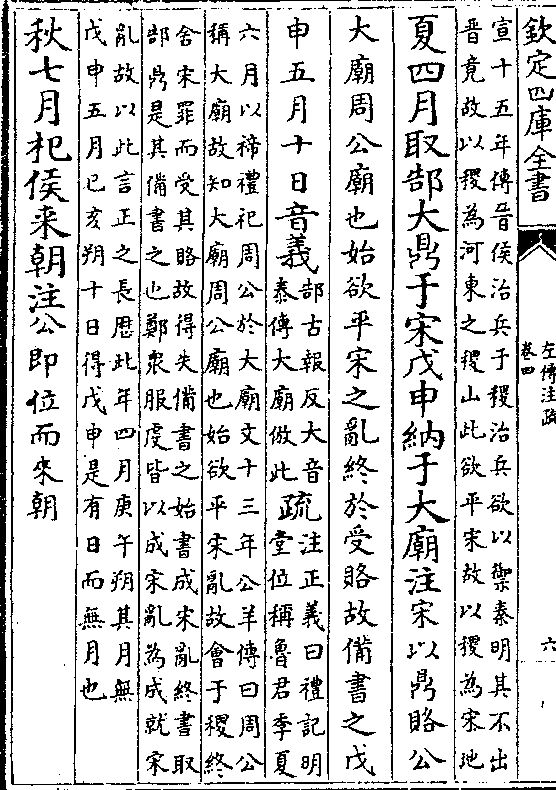 欽定四庫全書
左傳注疏
卷四
六
宣十五年傳晉侯治兵于稷治兵欲以禦秦明其不出
晉竟故以稷為河東之稷山此欲平宋故以稷為宋地
夏四月取郜大鼎于宋戊申納于大廟注宋以鼎賂公
大廟周公廟也始欲平宋之亂終於受賂故備書之戊
申五月十日音義
郜古報反大音
泰傳大廟倣此
疏
注正義曰禮記明
堂位稱魯君季夏
六月以禘禮祀周公於大廟文十三年公羊傳曰周公
稱大廟故知大廟周公廟也始欲平宋亂故會于稷終
舍宋罪而受其賂故得失備書之始書成宋亂終書取
郜鼎是其備書之也鄭衆服虔皆以成宋亂為成就宋
亂故以此言正之長歷此年四月庚午朔其月無
戊申五月己亥朔十日得戊申是有日而無月也
秋七月杞侯来朝注公即位而來朝